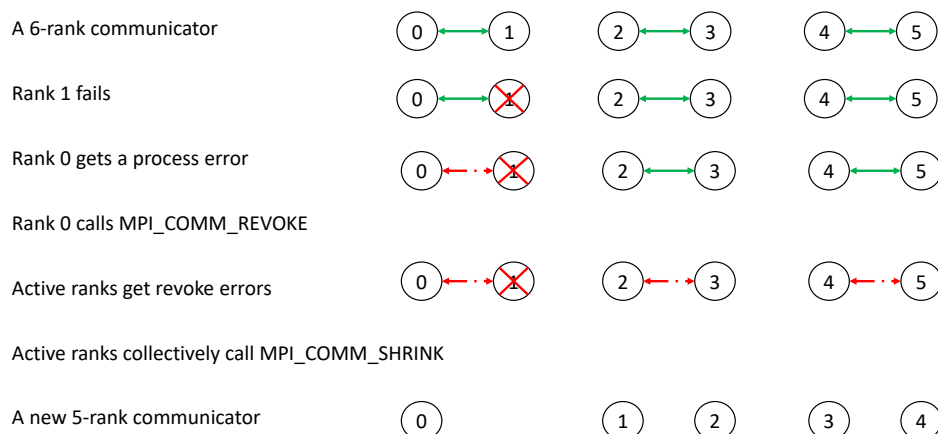 A 6-rank communicator 0 1 2 3 4 5
Rank 1 fails 0 1 2 3 4 5
Rank 0 gets a process error 0 1 2 3 4 5
Rank 0 calls MPI_COMM_REVOKE
Active ranks get revoke errors 0 1 2 3 4 5
Active ranks collectively call MPI_COMM_SHRINK
A new 5-rank communicator 0 1 2 3 4